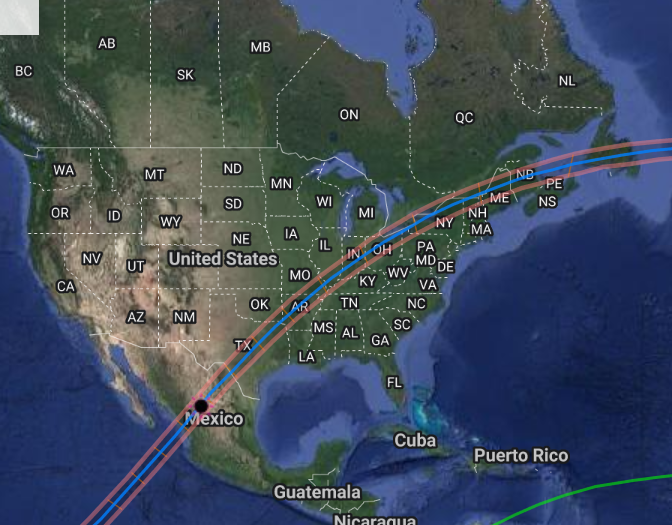 AB
MB
BC
SK
NL
ON
QC
WA
MT
ND
MN
NB
PE
ME
NS
OR
ID
WY
SD
WI
MI
NY
NH
MA
NV
UT
NE
IA
IL
IN
OH
PA
MD
DE
United States
CA
MO
KY
WV
VA
AZ
NM
OK
AR
TN
NC
MS
AL
GA
SC
TX
LA
FL
Mexico
Cuba
Puerto Rico
Guatemala
Nicaragua